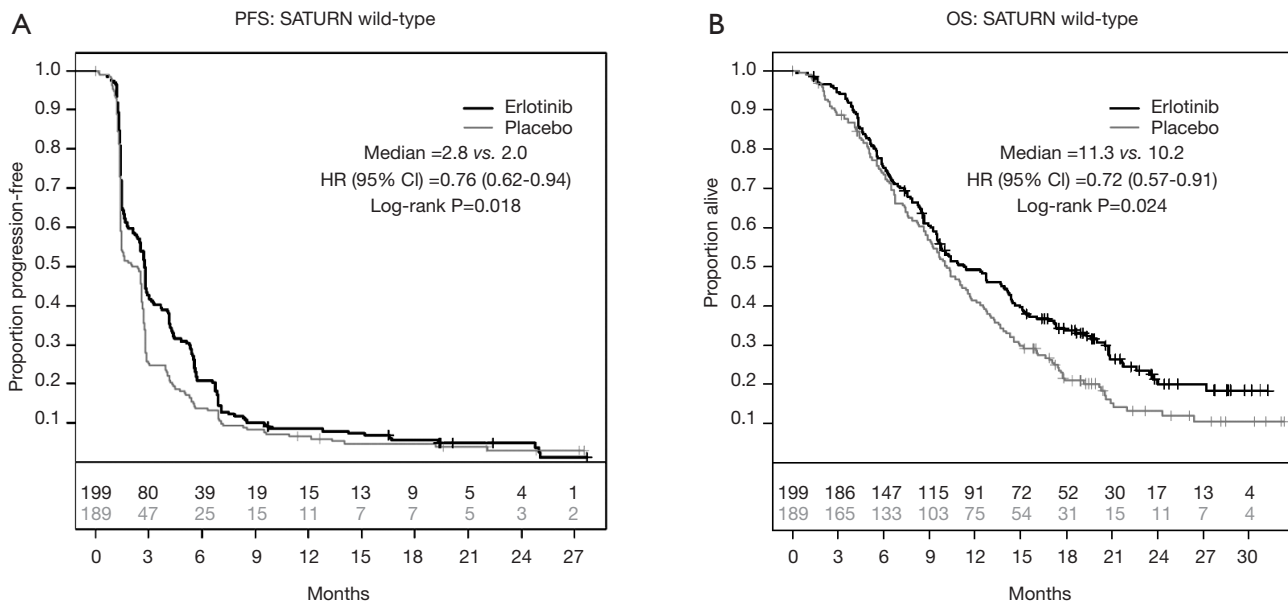 A
PFS: SATURN wild-type
Proportion progression-free
1.0
0.9
0.8
0.7
0.6
0.5
0.4
0.3
0.2
0.1
Erlotinib
Placebo
Median =2.8 vs. 2.0
HR (95% CI) =0.76 (0.62-0.94)
Log-rank P=0.018
199 80 39 19 15 13 9 5 4 1
189 47 25 15 11 7 7 5 3 2
0 3 6 9 12 15 18 21 24 27
Months
B
OS: SATURN wild-type
Proportion alive
1.0
0.9
0.8
0.7
0.6
0.5
0.4
0.3
0.2
0.1
Erlotinib
Placebo
Median =11.3 vs. 10.2
HR (95% CI) =0.72 (0.57-0.91)
Log-rank P=0.024
199 186 147 115 91 72 52 30 17 13 4
189 165 133 103 75 54 31 15 11 7 4
0 3 6 9 12 15 18 21 24 27 30
Months